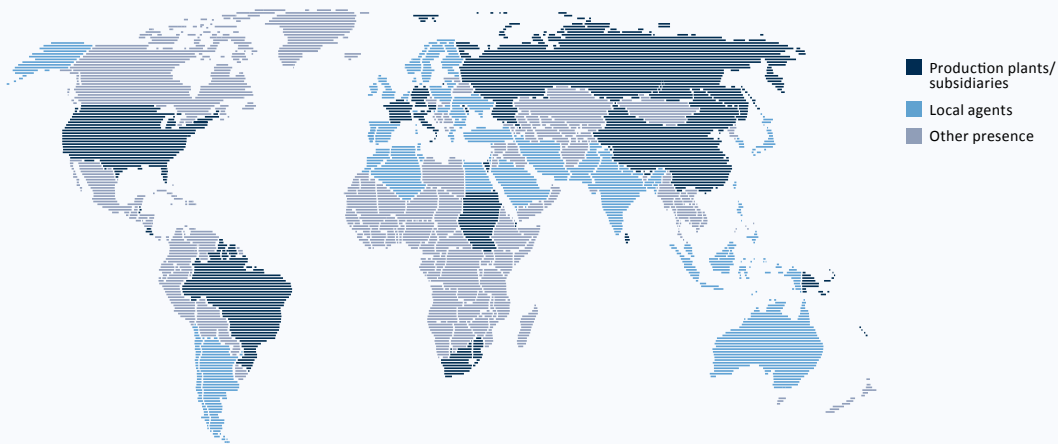 Production plants/
subsidiaries
Local agents
Other presence